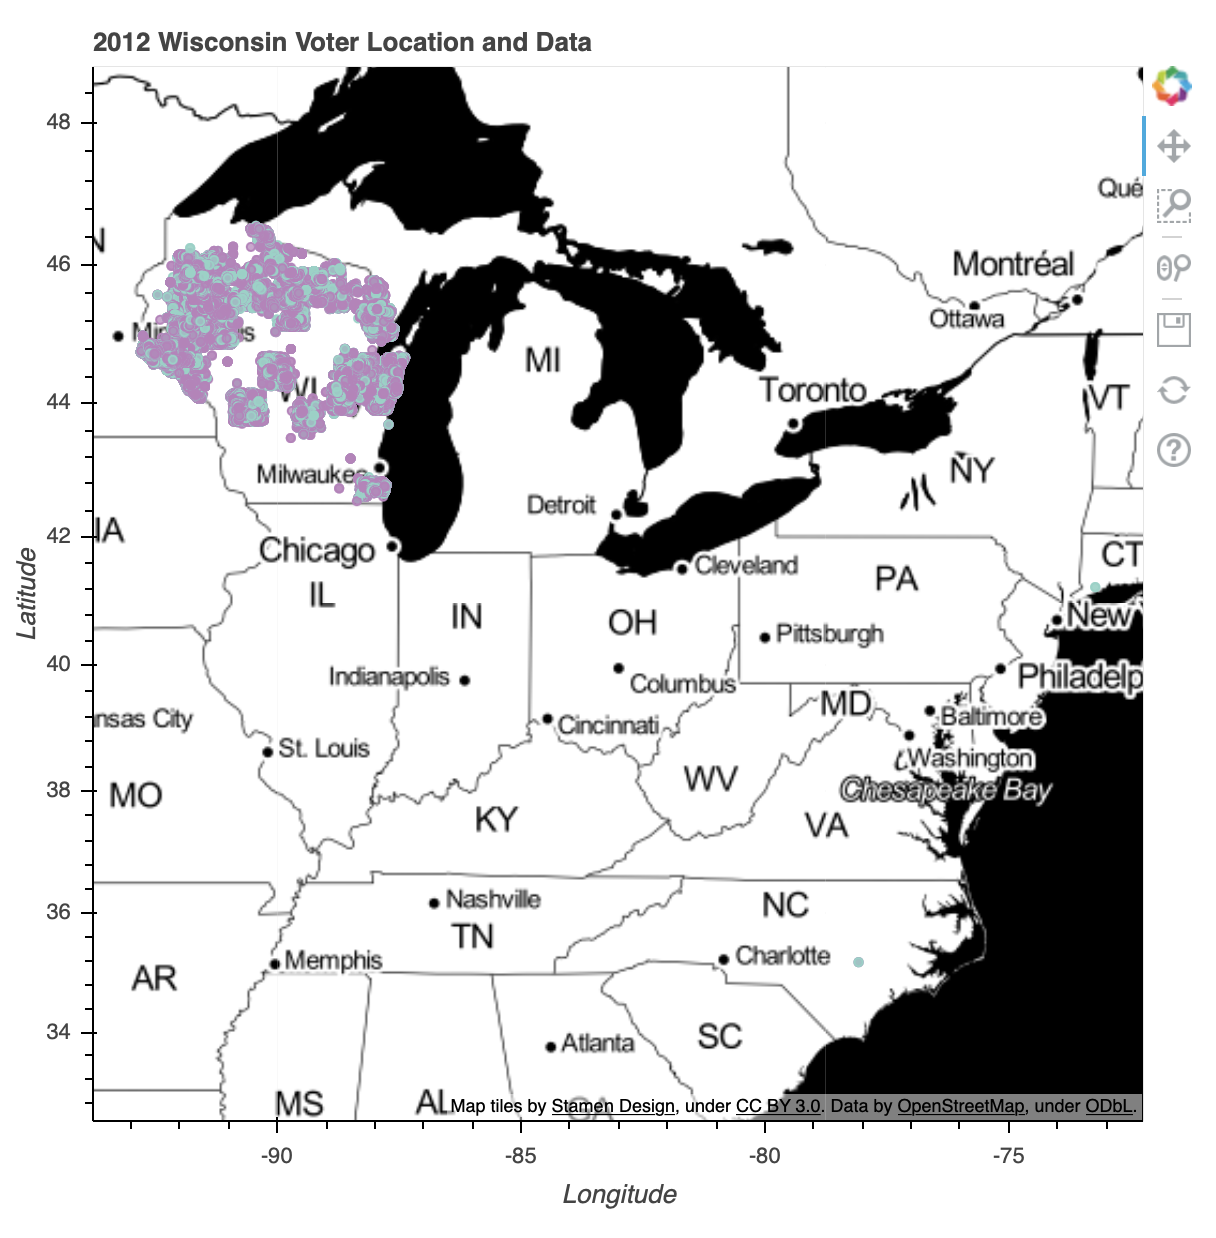 2012 Wisconsin Voter Location and Data
48
46
44
42
40
38
36
34
Latitude
Qué
Montréal
Ottawa
MI
Toronto
VT
WI
NY
Milwaukee
Detroit
IA
Chicago
CT
Cleveland
IL
PA
IN
OH
New
Pittsburgh
Indianapolis
Columbus
Philadelp
MD
nsas City
Baltimore
St. Louis
Cincinnati
Washington
WV
MO
Chesapeake Bay
KY
VA
Nashville
NC
TN
Memphis
Charlotte
AR
SC
Atlanta
MS
AL
GA
Map tiles by Stamen Design, under CC BY 3.0. Data by OpenStreetMap, under ODbL.
-90
-85
-80
-75
Longitude